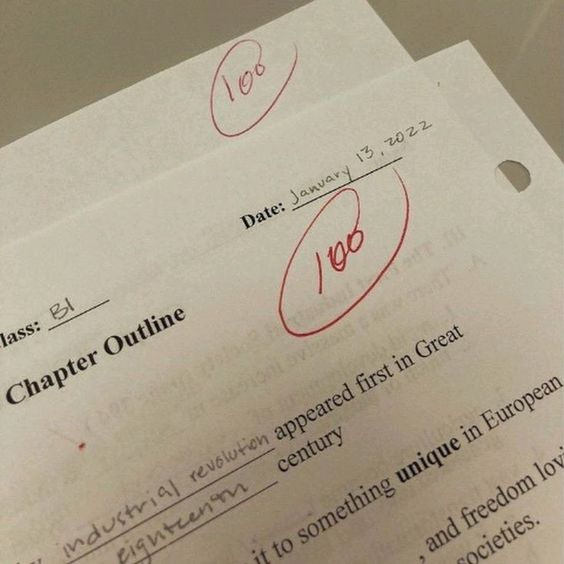 100
Date: January 13, 2022
100
lass: B1
Chapter Outline
industrial revolution appeared first in Great
eighteenth century
it to something unique in European
, and freedom lovi
societies.